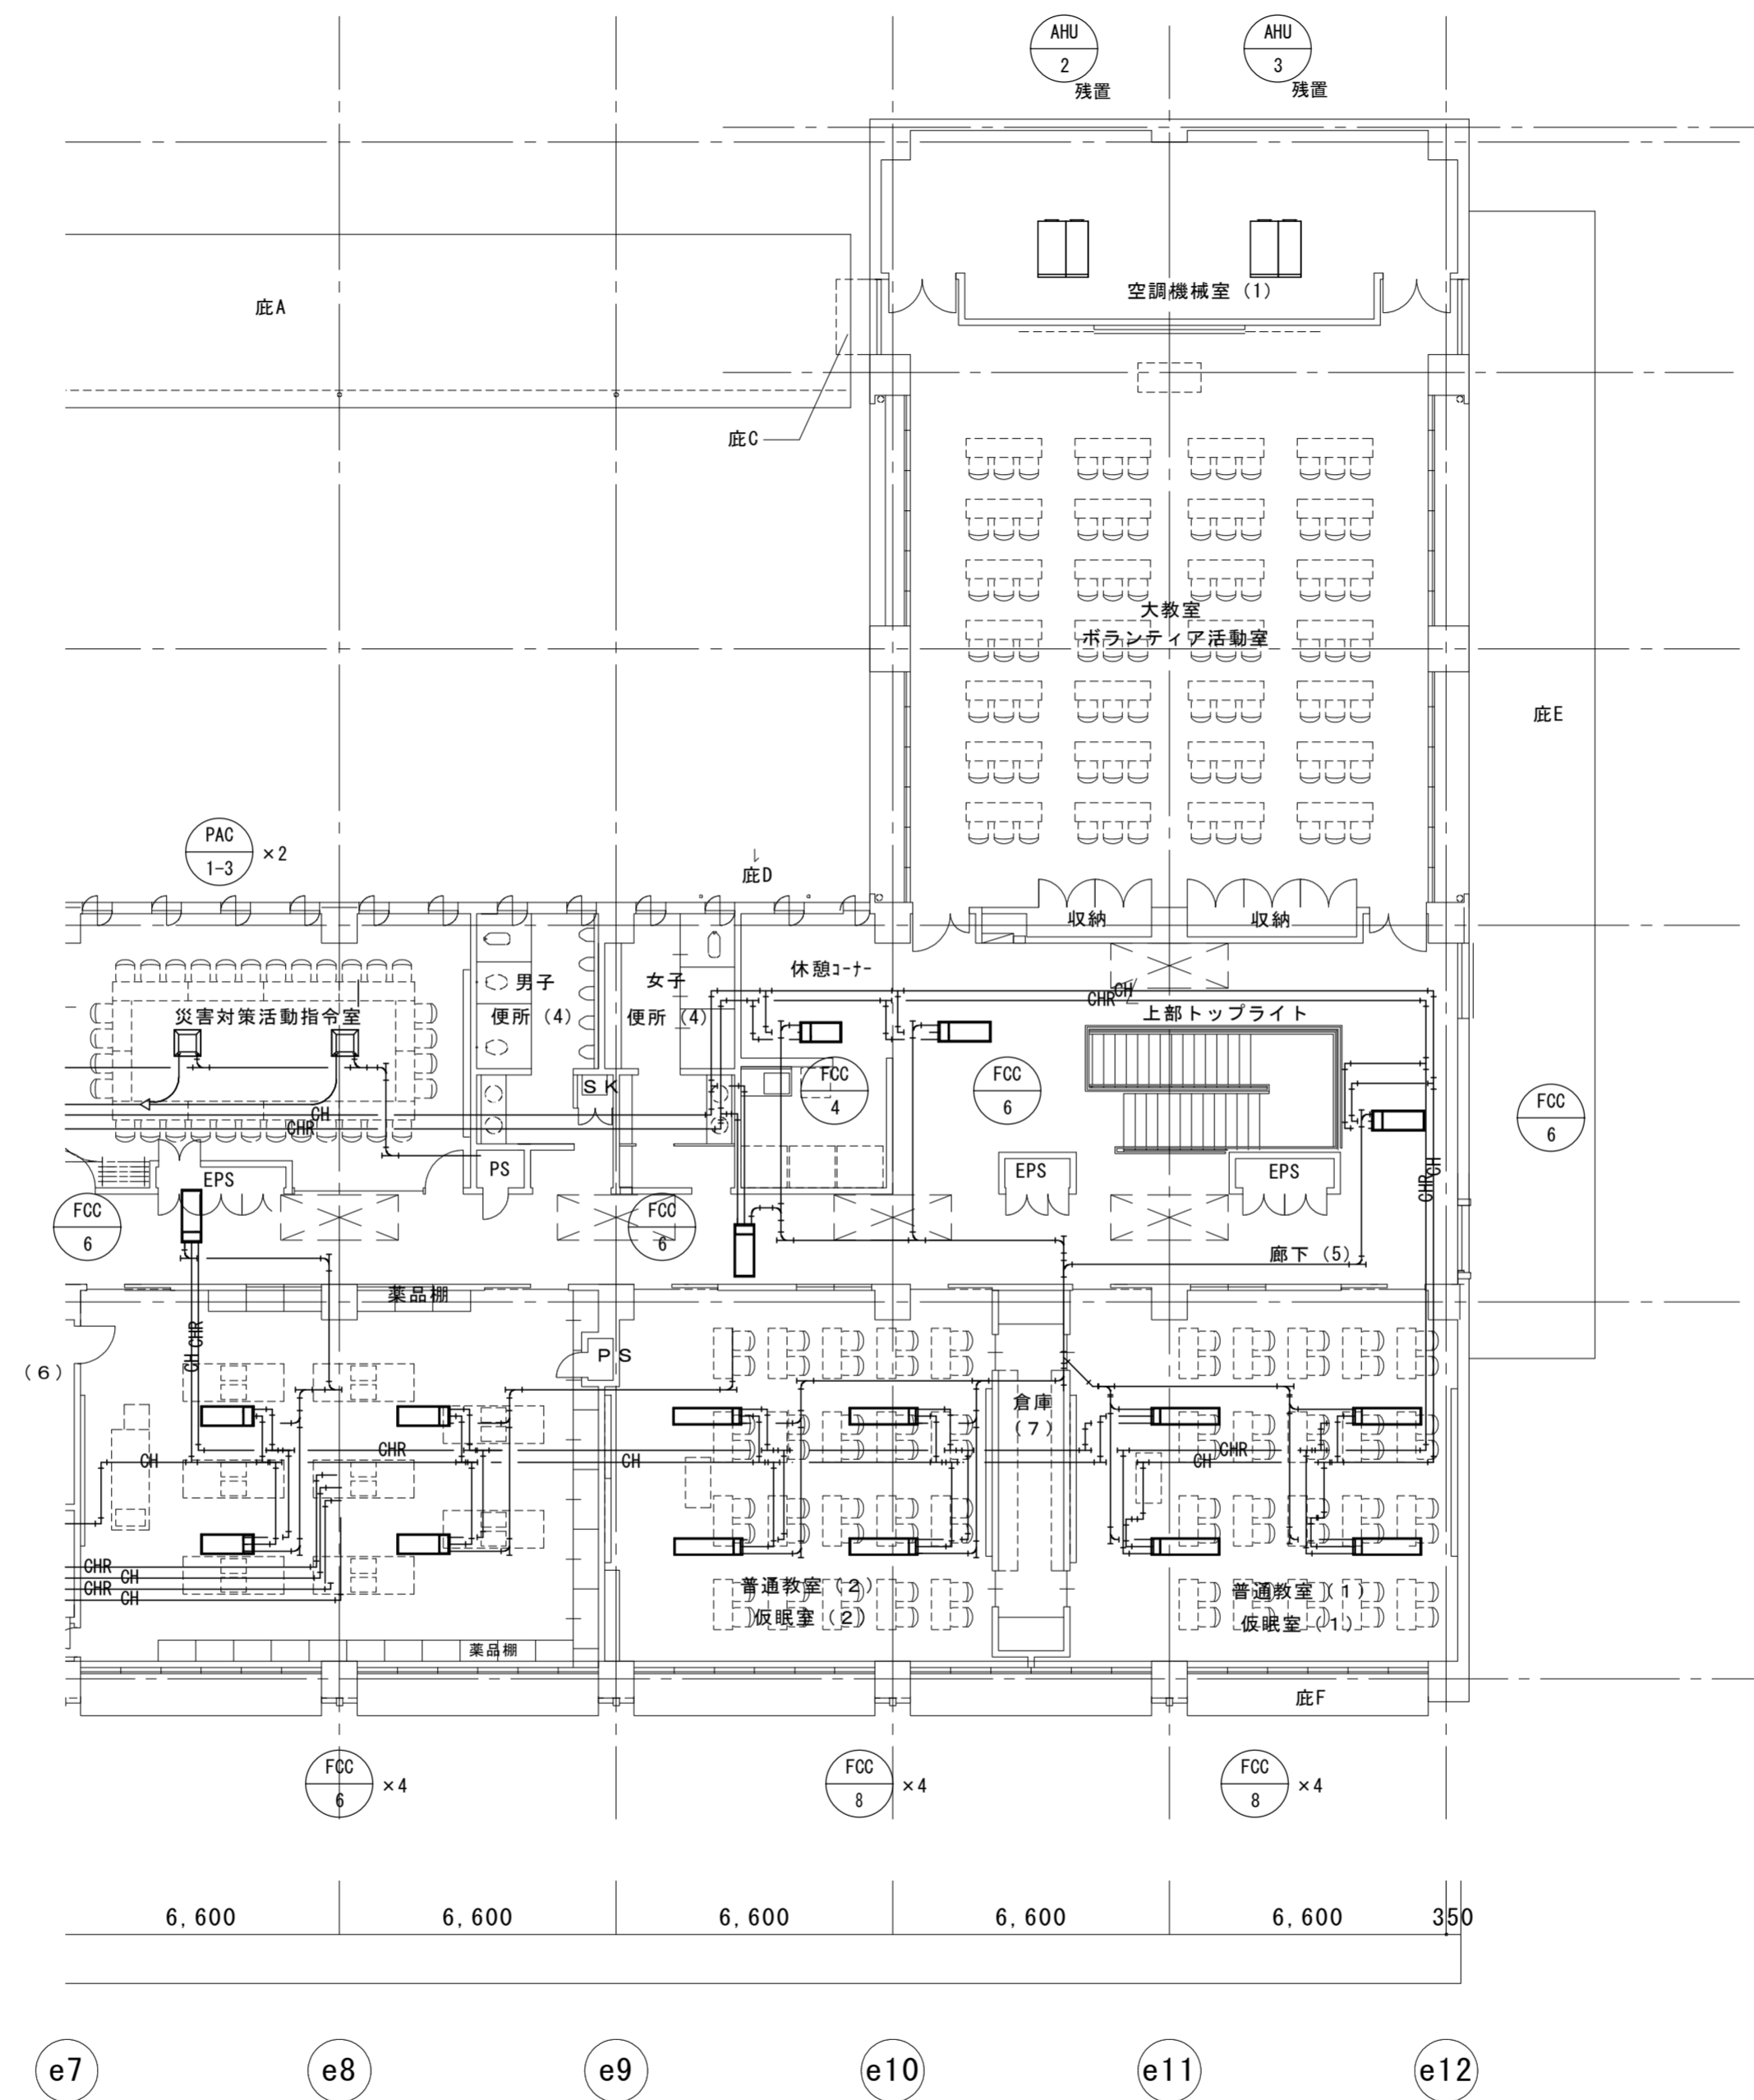 AHU
2
残置
AHU
3
残置
庇A
空調機械室（1）
庇C
大教室
ボランティア活動室
庇E
PAC
1-3
×2
庇D
収納
収納
休憩ｺｰﾅｰ
男子
便所（4）
女子
便所（4）
CH
CHR
上部トップライト
災害対策活動指令室
SK
FCC
4
FCC
6
FCC
6
CH
CHR
PS
EPS
EPS
EPS
CH
CHR
FCC
6
FCC
6
廊下（5）
薬品棚
CHR
CH
PS
（6）
倉庫
（7）
CHR
CH
CH
CHR
CH
CHR
CH
CHR
CH
普通教室（2）
仮眠室（2）
普通教室（1）
仮眠室（1）
薬品棚
庇F
FCC
6
×4
FCC
8
×4
FCC
8
×4
6,600
6,600
6,600
6,600
6,600
350
e7
e8
e9
e10
e11
e12